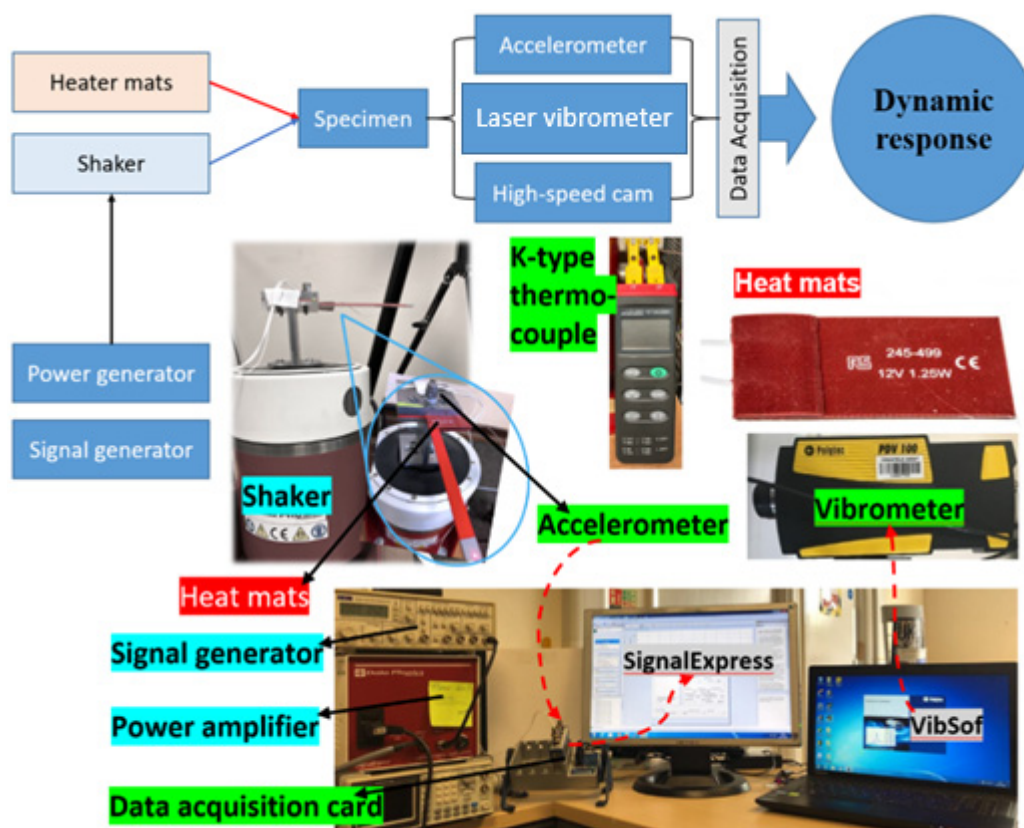 Accelerometer
Heater mats
Specimen
Laser vibrometer
Shaker
High-speed cam
Data Acquisition
Dynamic
response
K-type
thermo-
couple
Heat mats
RS
245-499
12V 1.25W CE
Power generator
Signal generator
Polytec
PDV 100
Shaker
Accelerometer
Vibrometer
Heat mats
Signal generator
SignalExpress
Power amplifier
VibSof
Data acquisition card